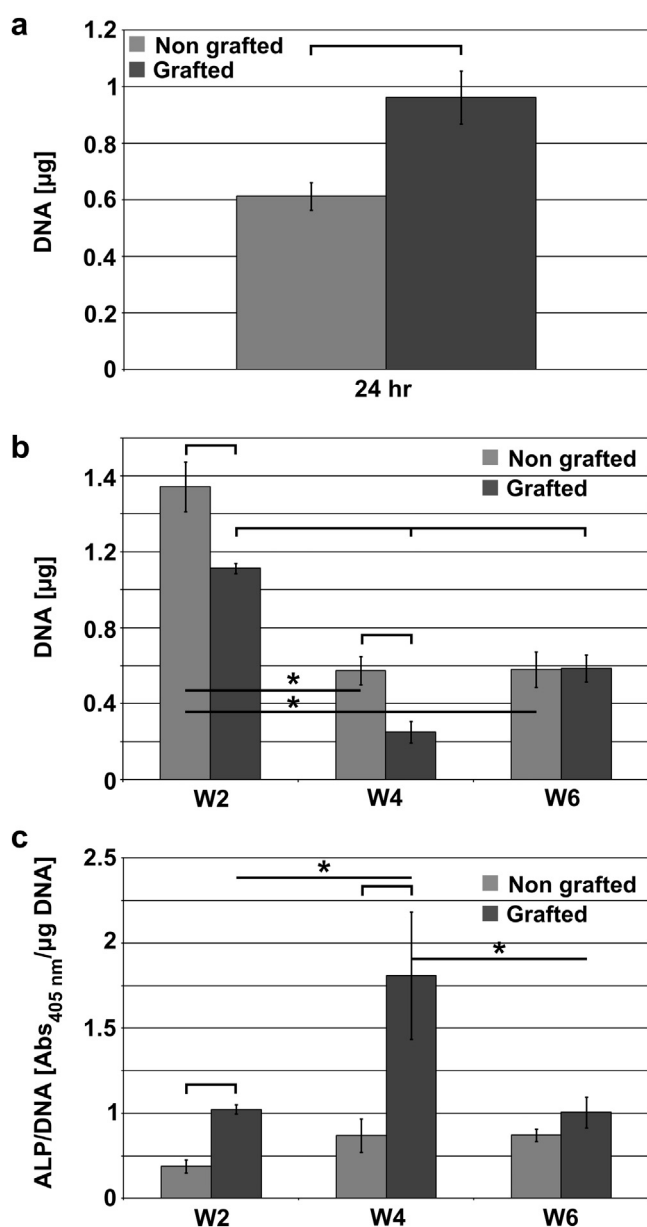 a
1.2
Non grafted
Grafted
1
0.8
0.6
0.4
0.2
0
DNA [µg]
24 hr
b
Non grafted
Grafted
1.4
1.2
0.8
0.4
0
DNA [µg]
*
*
W2 W4 W6
c
2.5
Non grafted
Grafted
2
1.5
1
0
ALP/DNA [Abs405 nm/µg DNA]
*
*
W2 W4 W6